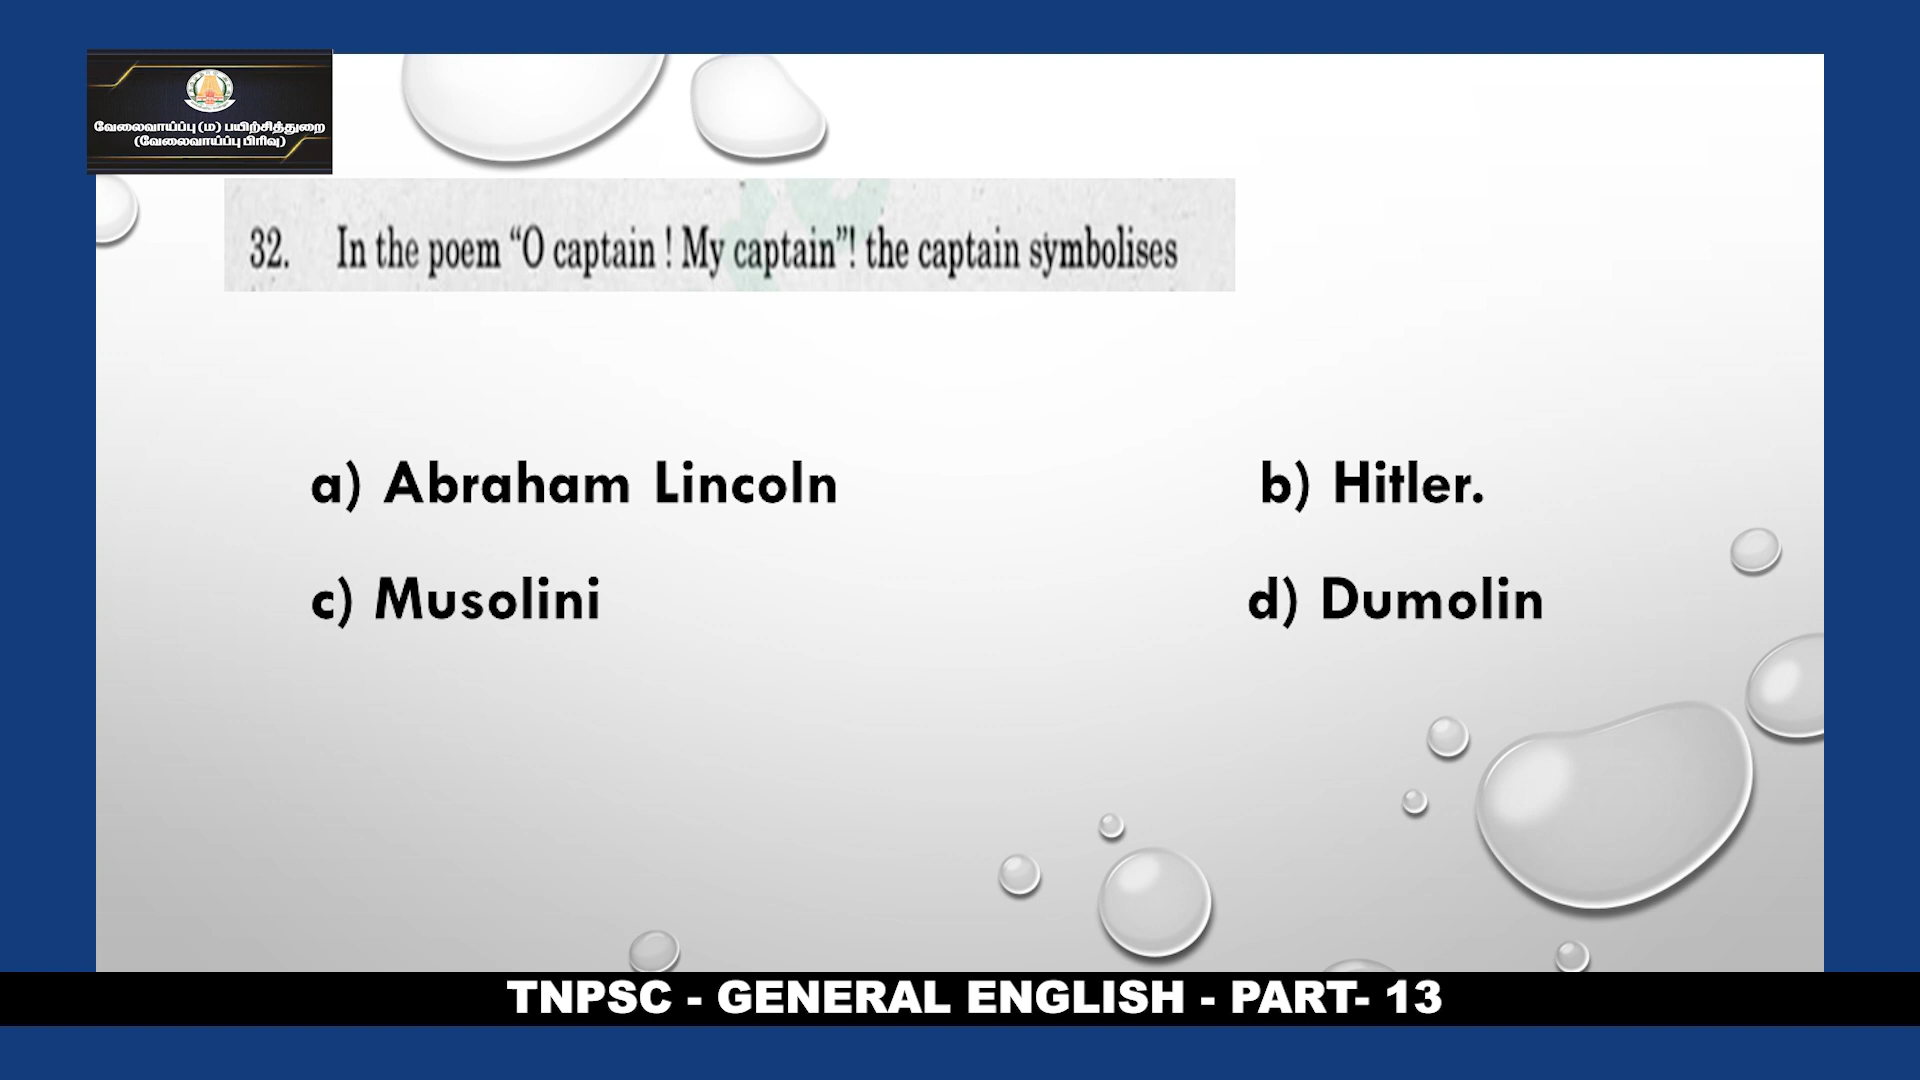 வேலைவாய்ப்பு (ம) பயிற்சித்துறை
(வேலைவாய்ப்பு பிரிவு)
32. In the poem “O captain ! My captain”! the captain symbolises
a) Abraham Lincoln b) Hitler.
c) Musolini d) Dumolin
TNPSC - GENERAL ENGLISH - PART- 13